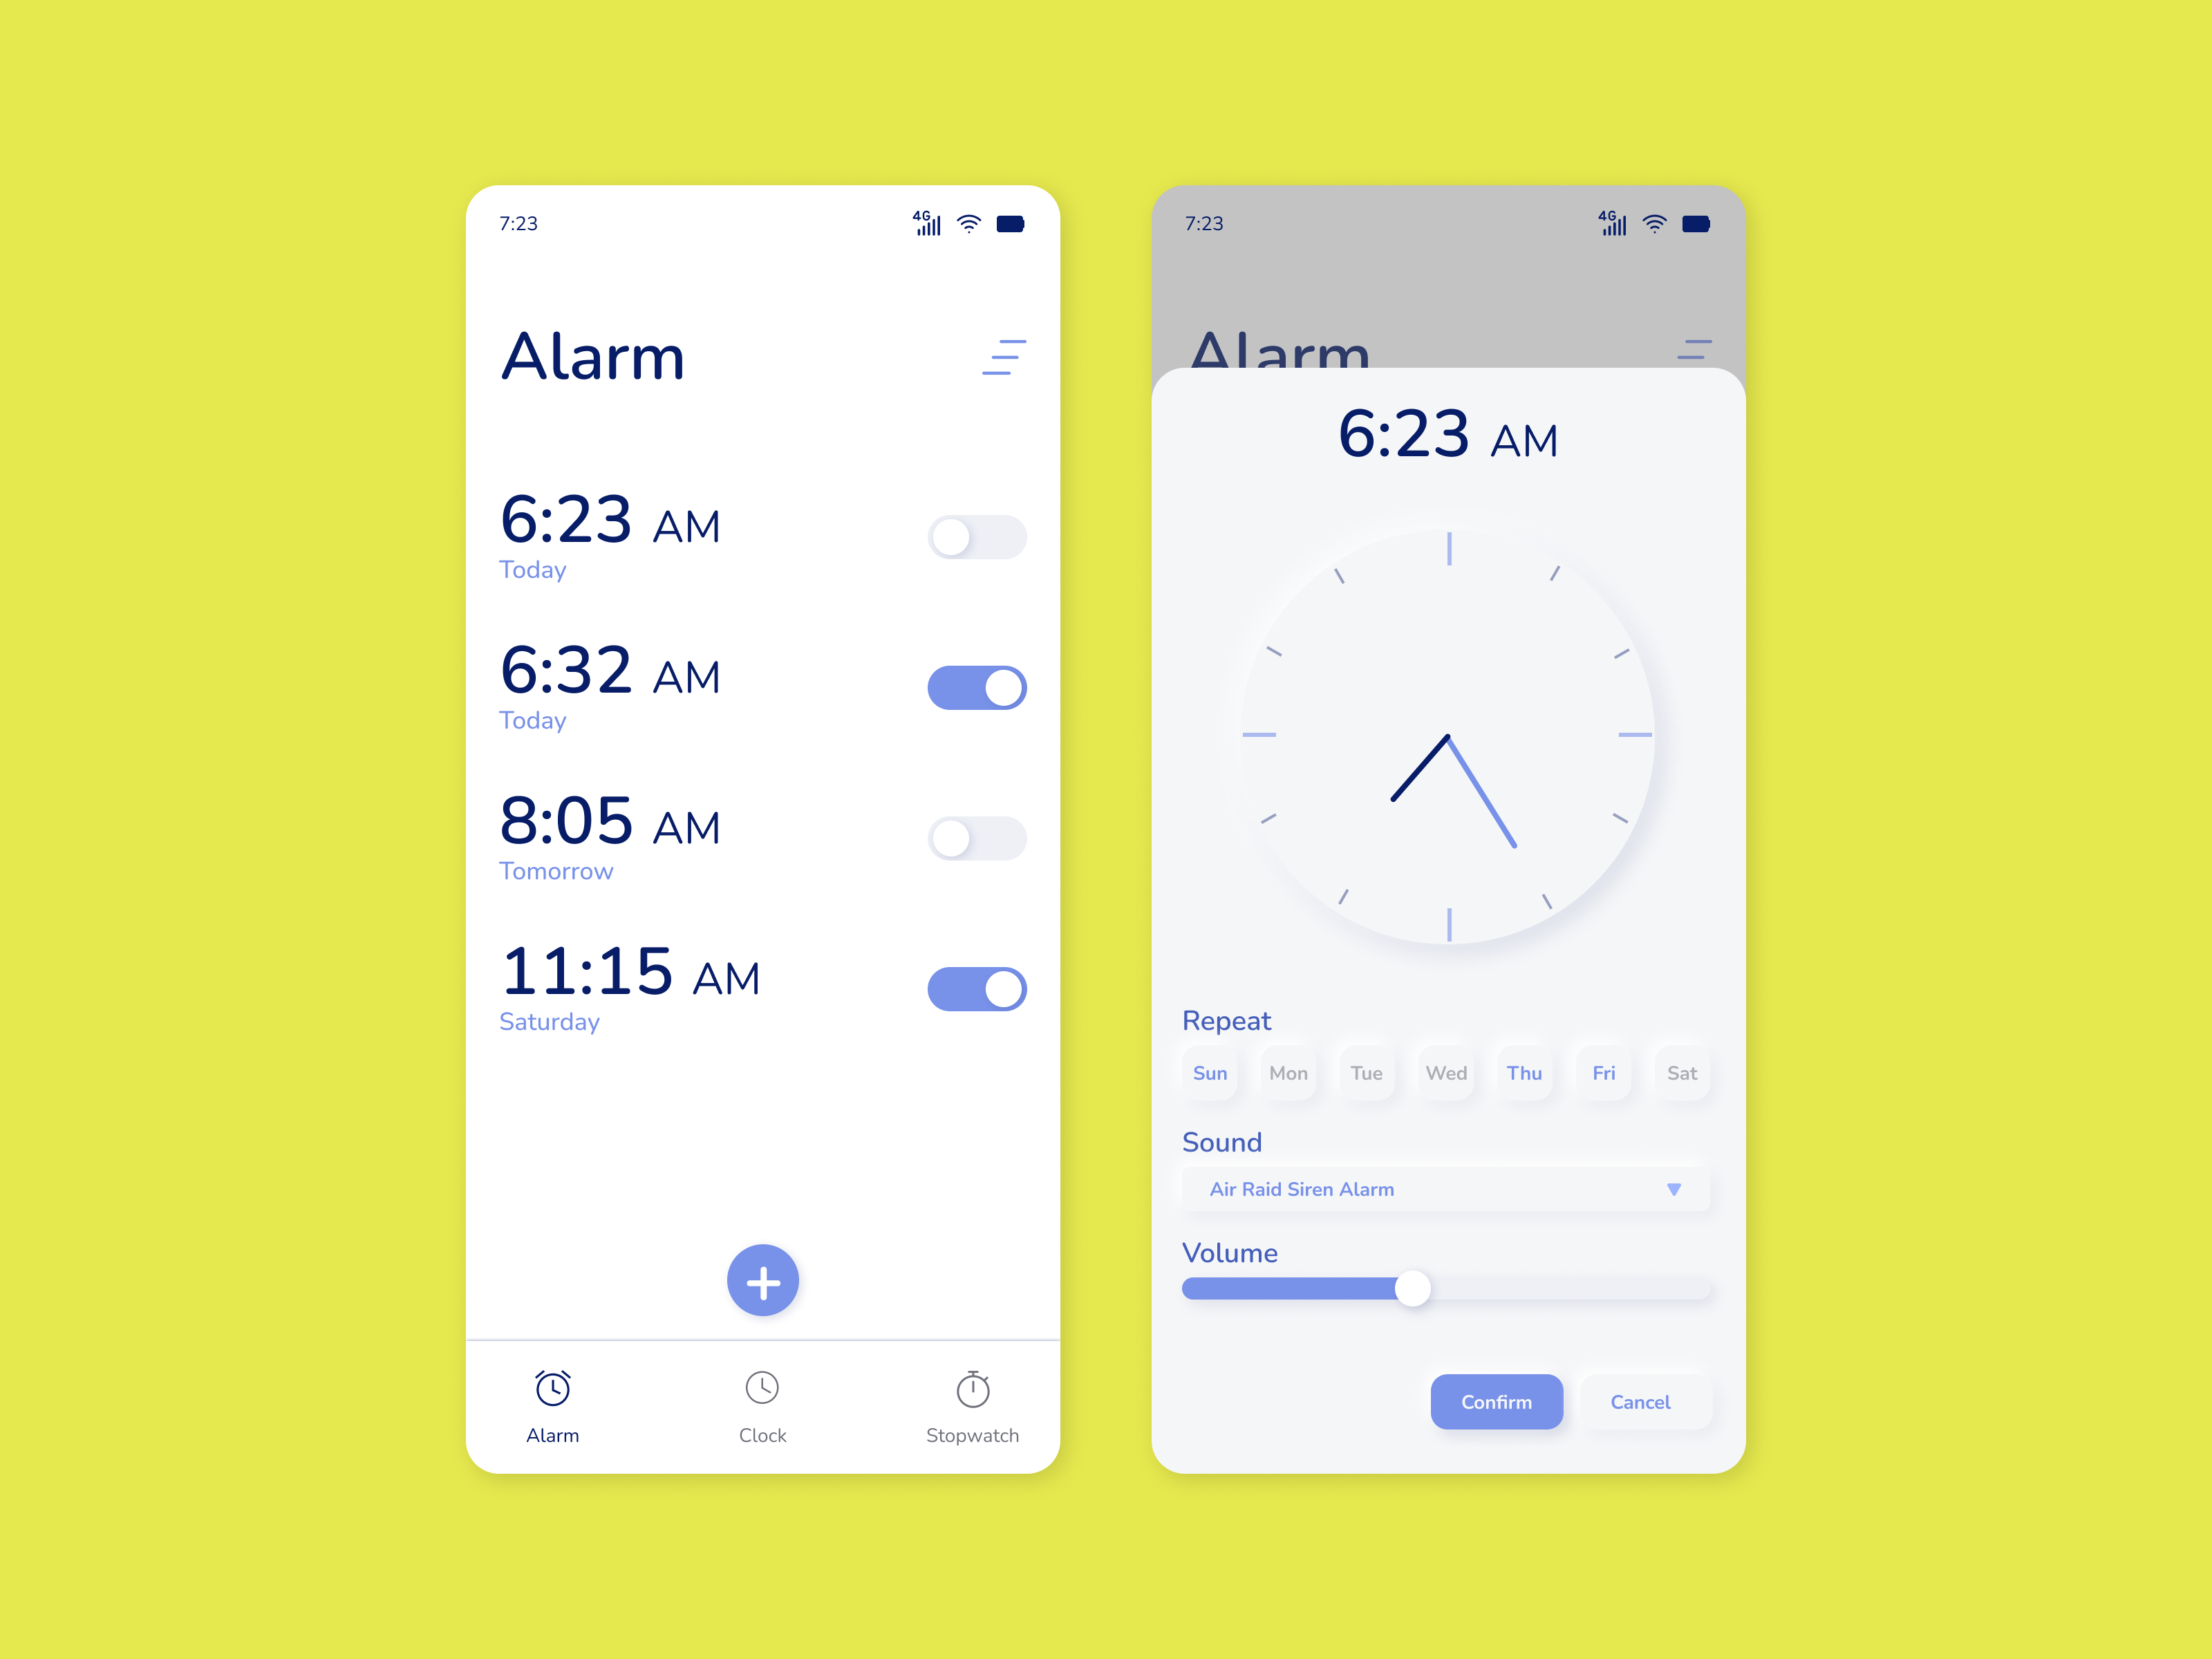 7:23
4G
Alarm
6:23 AM
Today
6:32 AM
Today
8:05 AM
Tomorrow
11:15 AM
Saturday
Alarm
Clock
Stopwatch
7:23
4G
Alarm
6:23 AM
Repeat
Sun Mon Tue Wed Thu Fri Sat
Sound
Air Raid Siren Alarm
Volume
Confirm Cancel